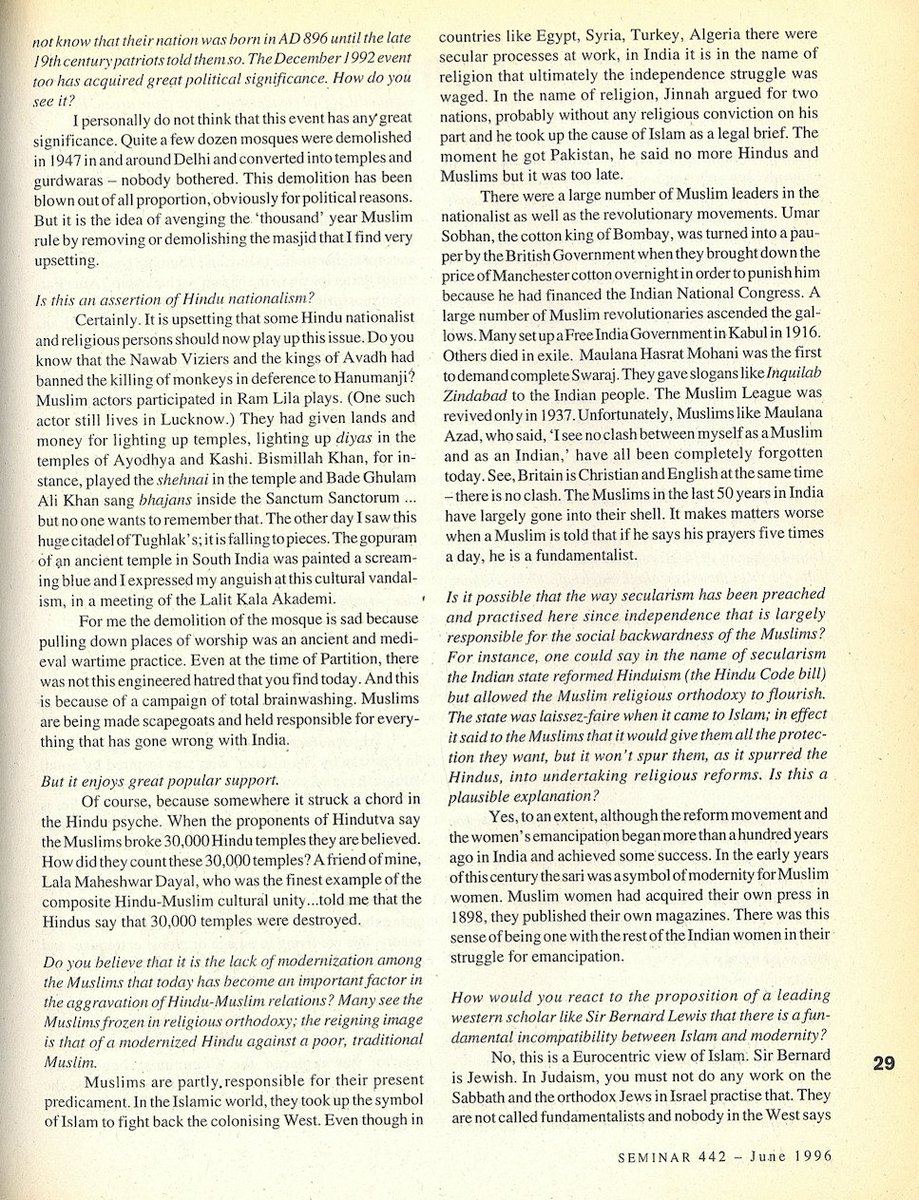 not know that their nation was born in AD 896 until the late
19th century patriots told them so. The December 1992 event
too has acquired great political significance. How do you
see it?
I personally do not think that this event has any great
significance. Quite a few dozen mosques were demolished
in 1947 in and around Delhi and converted into temples and
gurdwaras – nobody bothered. This demolition has been
blown out of all proportion, obviously for political reasons.
But it is the idea of avenging the 'thousand' year Muslim
rule by removing or demolishing the masjid that I find very
upsetting.
Is this an assertion of Hindu nationalism?
Certainly. It is upsetting that some Hindu nationalist
and religious persons should now play up this issue. Do you
know that the Nawab Viziers and the kings of Avadh had
banned the killing of monkeys in deference to Hanumanji?
Muslim actors participated in Ram Lila plays. (One such
actor still lives in Lucknow.) They had given lands and
money for lighting up temples, lighting up diyas in the
temples of Ayodhya and Kashi. Bismillah Khan, for in-
stance, played the shehnai in the temple and Bade Ghulam
Ali Khan sang bhajans inside the Sanctum Sanctorum ...
but no one wants to remember that. The other day I saw this
huge citadel of Tughlak's; it is falling to pieces. The gopuram
of an ancient temple in South India was painted a scream-
ing blue and I expressed my anguish at this cultural vandal-
ism, in a meeting of the Lalit Kala Akademi.
For me the demolition of the mosque is sad because
pulling down places of worship was an ancient and medi-
eval wartime practice. Even at the time of Partition, there
was not this engineered hatred that you find today. And this
is because of a campaign of total brainwashing. Muslims
are being made scapegoats and held responsible for every-
thing that has gone wrong with India.
But it enjoys great popular support.
Of course, because somewhere it struck a chord in
the Hindu psyche. When the proponents of Hindutva say
the Muslims broke 30,000 Hindu temples they are believed.
How did they count these 30,000 temples? A friend of mine,
Lala Maheshwar Dayal, who was the finest example of the
composite Hindu-Muslim cultural unity...told me that the
Hindus say that 30,000 temples were destroyed.
Do you believe that it is the lack of modernization among
the Muslims that today has become an important factor in
the aggravation of Hindu-Muslim relations? Many see the
Muslims frozen in religious orthodoxy; the reigning image
is that of a modernized Hindu against a poor, traditional
Muslim.
Muslims are partly responsible for their present
predicament. In the Islamic world, they took up the symbol
of Islam to fight back the colonising West. Even though in
countries like Egypt, Syria, Turkey, Algeria there were
secular processes at work, in India it is in the name of
religion that ultimately the independence struggle was
waged. In the name of religion, Jinnah argued for two
nations, probably without any religious conviction on his
part and he took up the cause of Islam as a legal brief. The
moment he got Pakistan, he said no more Hindus and
Muslims but it was too late.
There were a large number of Muslim leaders in the
nationalist as well as the revolutionary movements. Umar
Sobhan, the cotton king of Bombay, was turned into a pau-
per by the British Government when they brought down the
price of Manchester cotton overnight in order to punish him
because he had financed the Indian National Congress. A
large number of Muslim revolutionaries ascended the gal-
lows. Many set up a Free India Government in Kabul in 1916.
Others died in exile. Maulana Hasrat Mohani was the first
to demand complete Swaraj. They gave slogans like Inquilab
Zindabad to the Indian people. The Muslim League was
revived only in 1937. Unfortunately, Muslims like Maulana
Azad, who said, 'I see no clash between myself as a Muslim
and as an Indian,' have all been completely forgotten
today. See, Britain is Christian and English at the same time
– there is no clash. The Muslims in the last 50 years in India
have largely gone into their shell. It makes matters worse
when a Muslim is told that if he says his prayers five times
a day, he is a fundamentalist.
Is it possible that the way secularism has been preached
and practised here since independence that is largely
responsible for the social backwardness of the Muslims?
For instance, one could say in the name of secularism
the Indian state reformed Hinduism (the Hindu Code bill)
but allowed the Muslim religious orthodoxy to flourish.
The state was laissez-faire when it came to Islam; in effect
it said to the Muslims that it would give them all the protec-
tion they want, but it won't spur them, as it spurred the
Hindus, into undertaking religious reforms. Is this a
plausible explanation?
Yes, to an extent, although the reform movement and
the women's emancipation began more than a hundred years
ago in India and achieved some success. In the early years
of this century the sari was a symbol of modernity for Muslim
women. Muslim women had acquired their own press in
1898, they published their own magazines. There was this
sense of being one with the rest of the Indian women in their
struggle for emancipation.
How would you react to the proposition of a leading
western scholar like Sir Bernard Lewis that there is a fun-
damental incompatibility between Islam and modernity?
No, this is a Eurocentric view of Islam. Sir Bernard
is Jewish. In Judaism, you must not do any work on the
Sabbath and the orthodox Jews in Israel practise that. They
are not called fundamentalists and nobody in the West says
29
SEMINAR 442 – June 1996